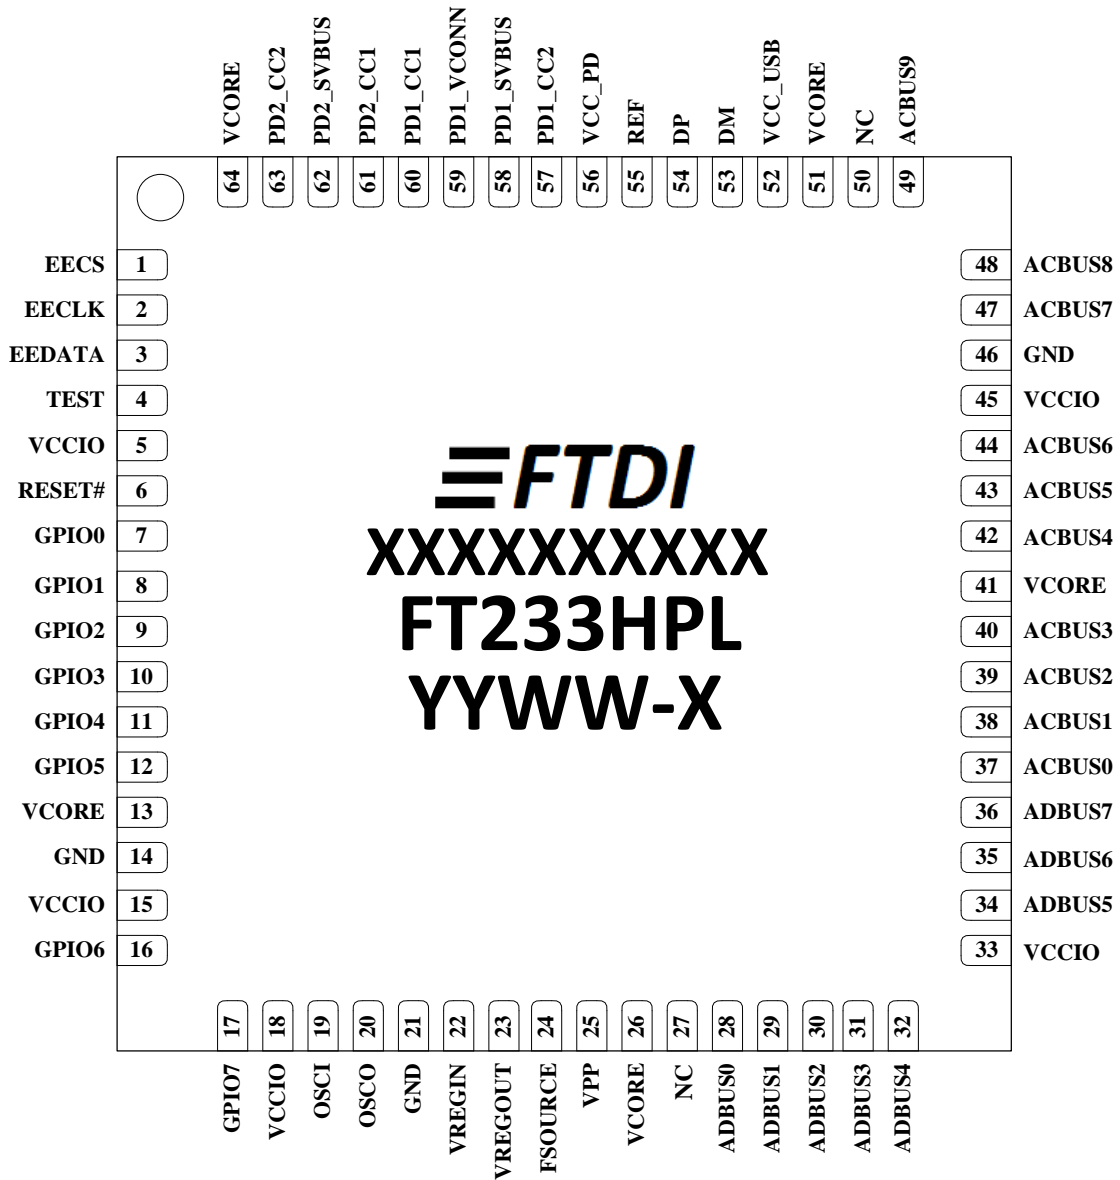 VCORE PD2_CC2 PD2_SVBUS PD2_CC1 PD1_CC1 PD1_VCONN PD1_SVBUS PD1_CC2 VCC_PD REF DP DM VCC_USB VCORE NC ACBUS9
64 63 62 61 60 59 58 57 56 55 54 53 52 51 50 49
EECS 1 48 ACBUS8
EECLK 2 47 ACBUS7
EEDATA 3 46 GND
TEST 4 45 VCCIO
VCCIO 5 44 ACBUS6
RESET# 6 43 ACBUS5
GPIO0 7 42 ACBUS4
GPIO1 8 41 VCORE
GPIO2 9 40 ACBUS3
GPIO3 10 39 ACBUS2
GPIO4 11 38 ACBUS1
GPIO5 12 37 ACBUS0
VCORE 13 36 ADBUS7
GND 14 35 ADBUS6
VCCIO 15 34 ADBUS5
GPIO6 16 33 VCCIO
FTDI
XXXXXXXXXX
FT233HPL
YYWW-X
17 18 19 20 21 22 23 24 25 26 27 28 29 30 31 32
GPIO7 VCCIO OSCI OSCO GND VREGIN VREGOUT FSOURCE VPP VCORE NC ADBUS0 ADBUS1 ADBUS2 ADBUS3 ADBUS4